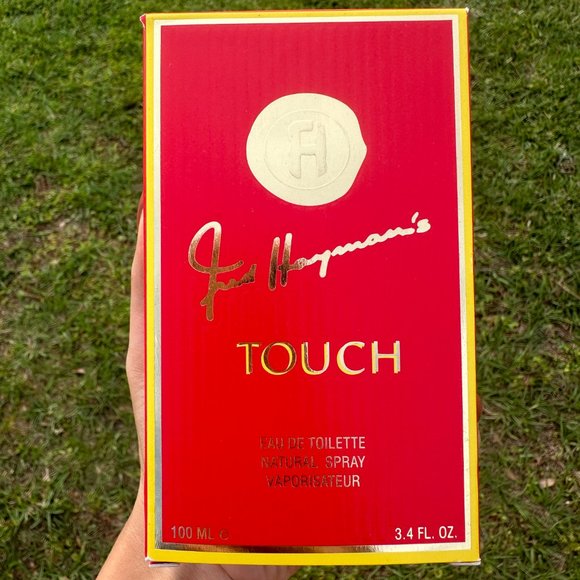 FH
Fred Hayman's
TOUCH
EAU DE TOILETTE
NATURAL SPRAY
VAPORISATEUR
100 ML ℮ 3.4 FL. OZ.